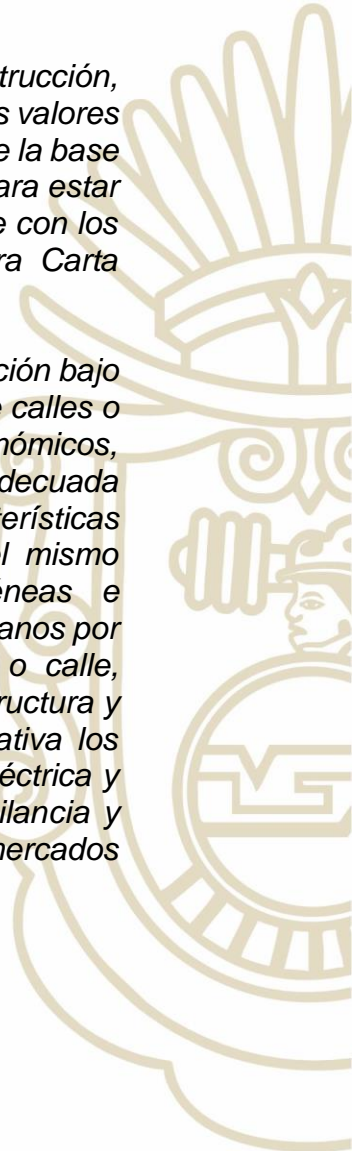 trucción,
s valores
e la base
ara estar
e con los
ra Carta
ción bajo
e calles o
nómicos,
decuada
terísticas
el mismo
éneas e
anos por
o calle,
ructura y
ativa los
éctrica y
ilancia y
mercados